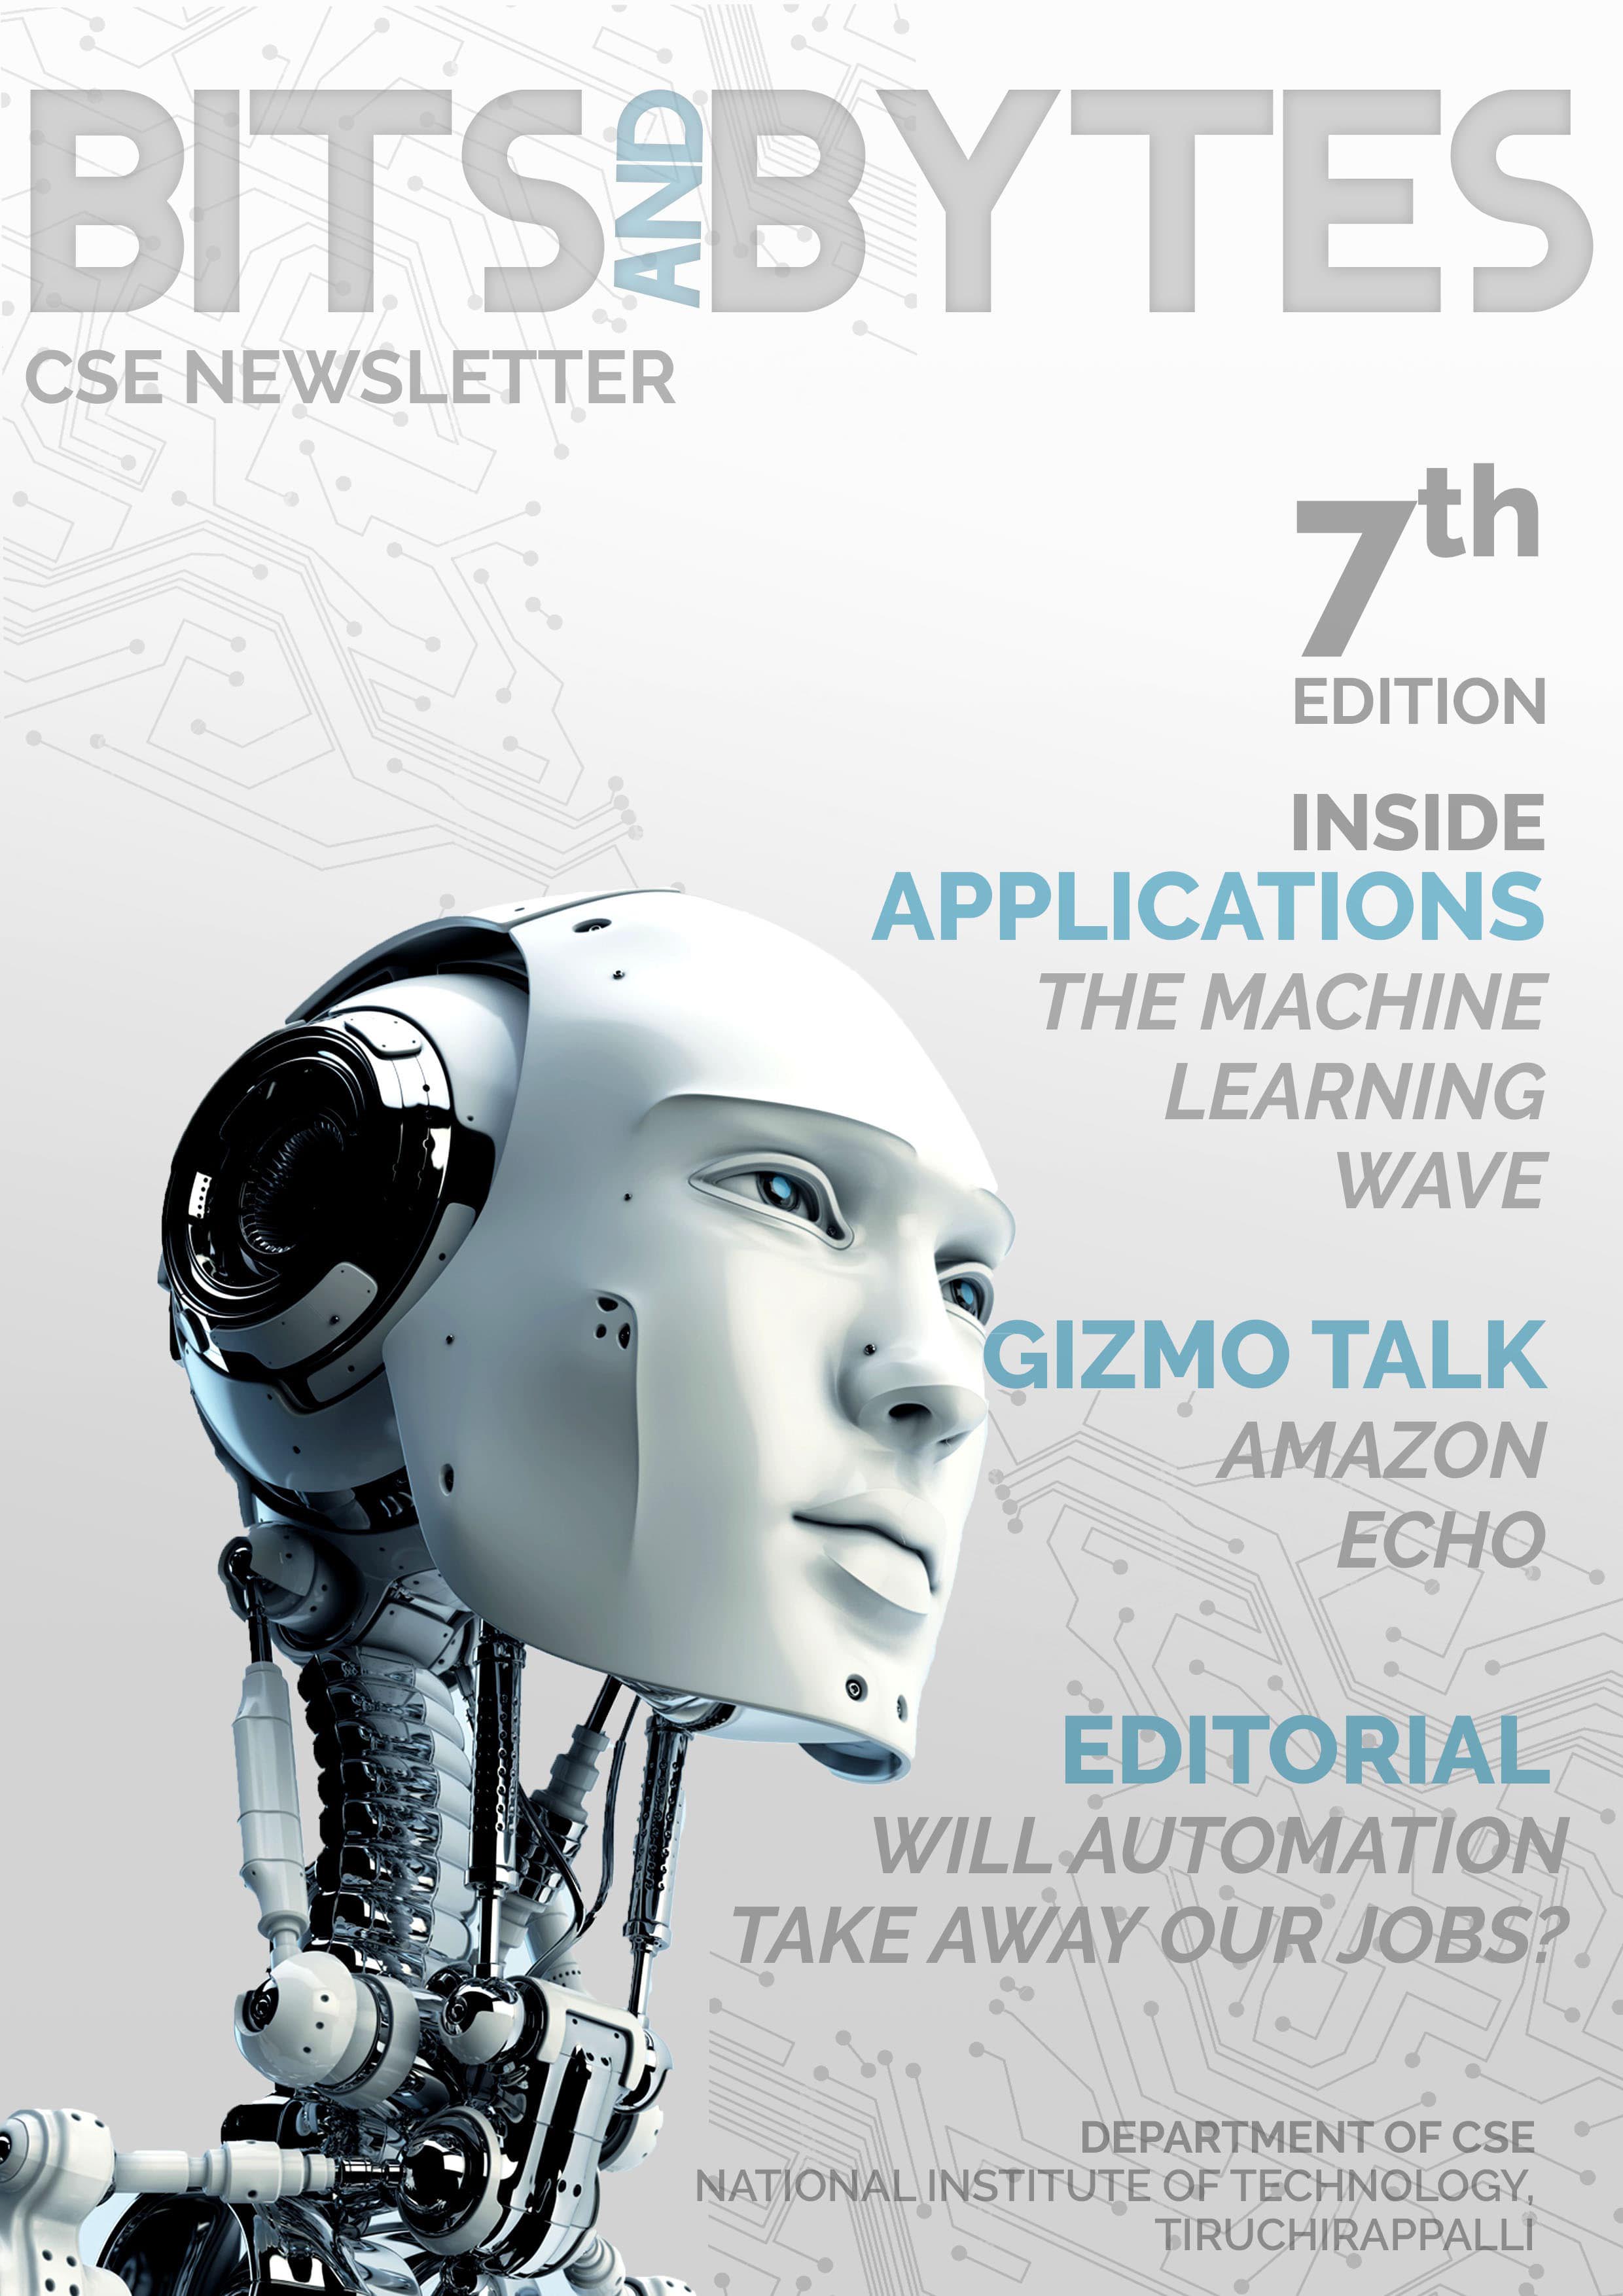 BITS AND BYTES
CSE NEWSLETTER
7th
EDITION
INSIDE
APPLICATIONS
THE MACHINE
LEARNING
WAVE
GIZMO TALK
AMAZON
ECHO
EDITORIAL
WILL AUTOMATION
TAKE AWAY OUR JOBS?
DEPARTMENT OF CSE
NATIONAL INSTITUTE OF TECHNOLOGY,
TIRUCHIRAPPALLI